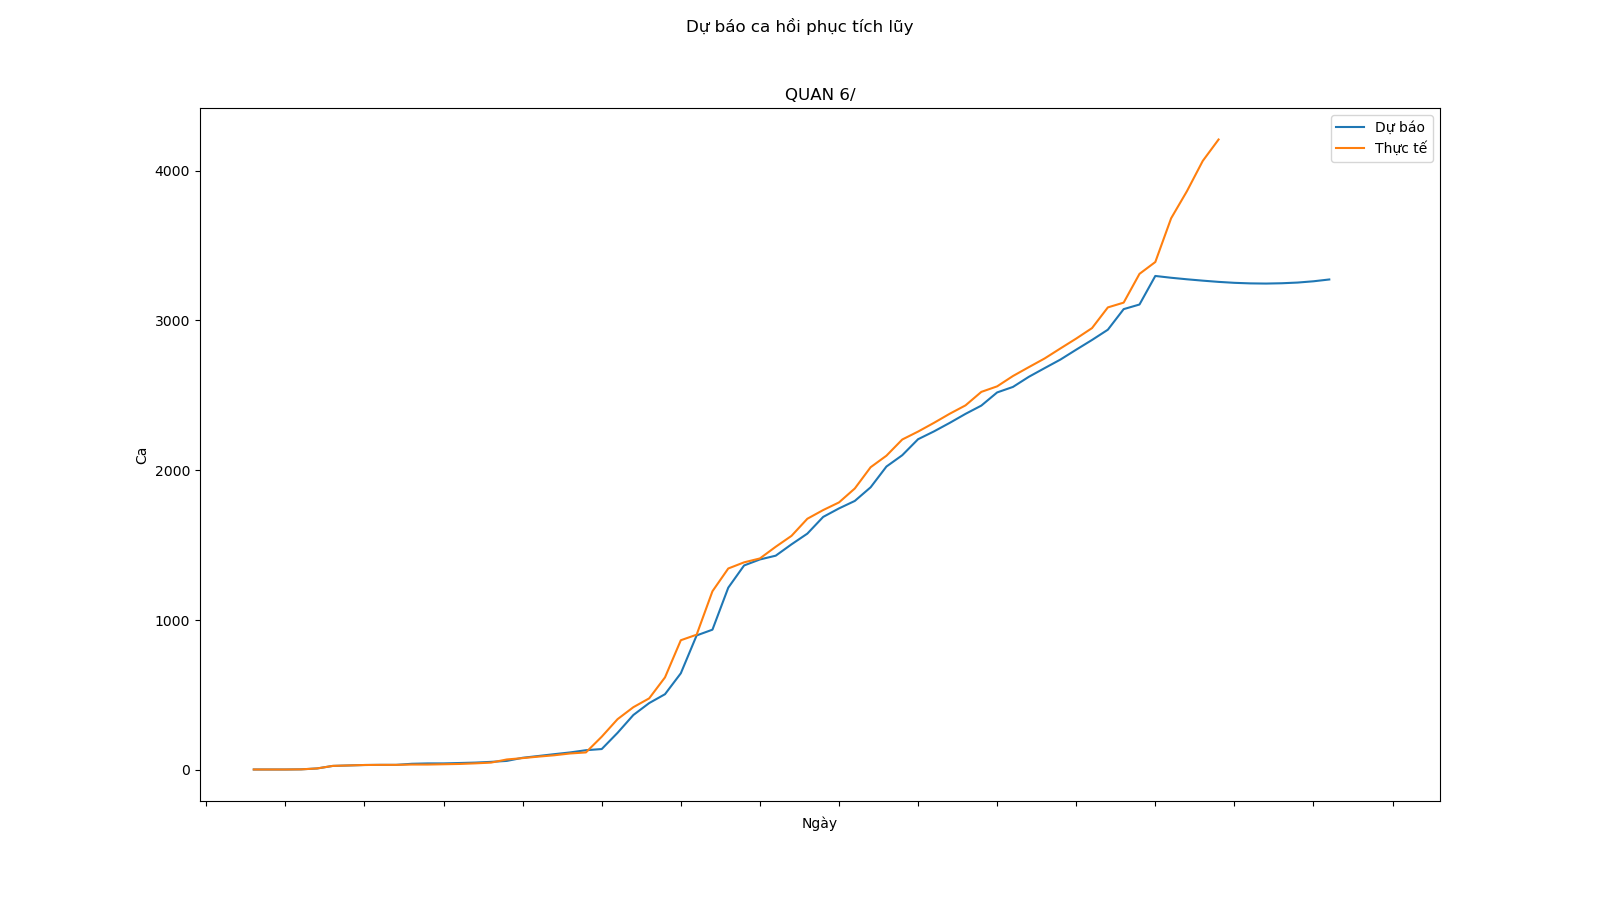 Dự báo ca hồi phục tích lũy
QUAN 6/
Dự báo
Thực tế
4000
3000
2000
1000
0
Ca
Ngày